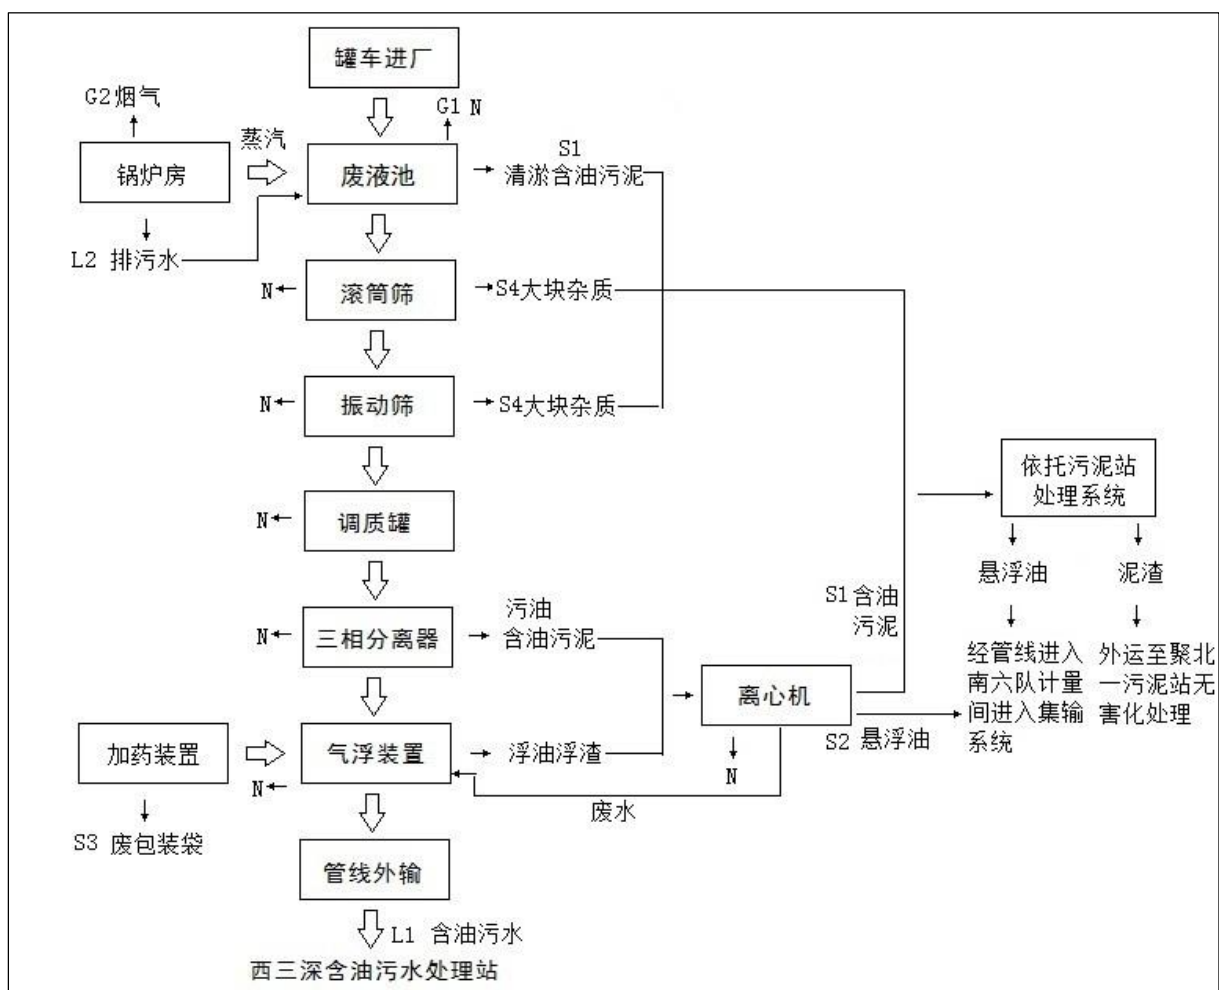 罐车进厂
G2烟气
G1 N
蒸汽
锅炉房
废液池
S1
清淤含油污泥
L2 排污水
N
滚筒筛
S4大块杂质
N
振动筛
S4大块杂质
依托污泥站
处理系统
N
调质罐
悬浮油
泥渣
S1含油
污泥
污油
含油污泥
N
三相分离器
离心机
经管线进入
南六队计量
间进入集输
系统
外运至聚北
一污泥站无
害化处理
S2 悬浮油
加药装置
气浮装置
浮油浮渣
N
N
废水
S3 废包装袋
管线外输
L1 含油污水
西三深含油污水处理站